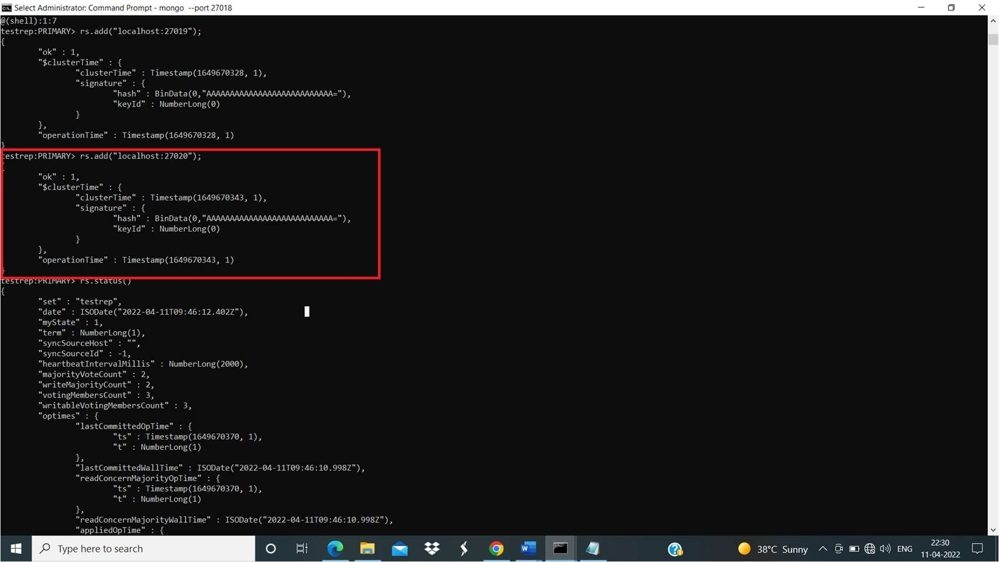 Select Administrator: Command Prompt - mongo  --port 27018
@(shell):1:7
testrep:PRIMARY> rs.add("localhost:27019");
{
        "ok" : 1,
        "$clusterTime" : {
                "clusterTime" : Timestamp(1649670328, 1),
                "signature" : {
                        "hash" : BinData(0,"AAAAAAAAAAAAAAAAAAAAAAAAAAA="),
                        "keyId" : NumberLong(0)
                }
        },
        "operationTime" : Timestamp(1649670328, 1)
}
testrep:PRIMARY> rs.add("localhost:27020");
{
        "ok" : 1,
        "$clusterTime" : {
                "clusterTime" : Timestamp(1649670343, 1),
                "signature" : {
                        "hash" : BinData(0,"AAAAAAAAAAAAAAAAAAAAAAAAAAA="),
                        "keyId" : NumberLong(0)
                }
        },
        "operationTime" : Timestamp(1649670343, 1)
}
testrep:PRIMARY> rs.status()
{
        "set" : "testrep",
        "date" : ISODate("2022-04-11T09:46:12.402Z"),
        "myState" : 1,
        "term" : NumberLong(1),
        "syncSourceHost" : "",
        "syncSourceId" : -1,
        "heartbeatIntervalMillis" : NumberLong(2000),
        "majorityVoteCount" : 2,
        "writeMajorityCount" : 2,
        "votingMembersCount" : 3,
        "writableVotingMembersCount" : 3,
        "optimes" : {
                "lastCommittedOpTime" : {
                        "ts" : Timestamp(1649670370, 1),
                        "t" : NumberLong(1)
                },
                "lastCommittedWallTime" : ISODate("2022-04-11T09:46:10.998Z"),
                "readConcernMajorityOpTime" : {
                        "ts" : Timestamp(1649670370, 1),
                        "t" : NumberLong(1)
                },
                "readConcernMajorityWallTime" : ISODate("2022-04-11T09:46:10.998Z"),
                "appliedOpTime" : {
Type here to search
38°C Sunny
ENG
22:30
11-04-2022